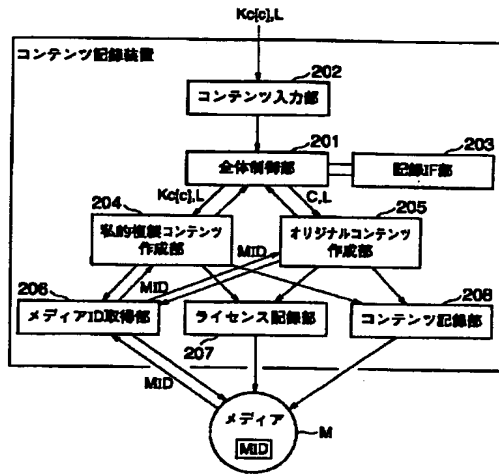 Kc[c],L
コンテンツ記録装置
202
コンテンツ入力部
201
203
全体制御部
記録IF部
204
Kc[c],L
C,L
205
私的複製コンテンツ
作成部
MID
オリジナルコンテンツ
作成部
206
MID
208
メディアID取得部
ライセンス記録部
コンテンツ記録部
207
MID
メディア
M
MID